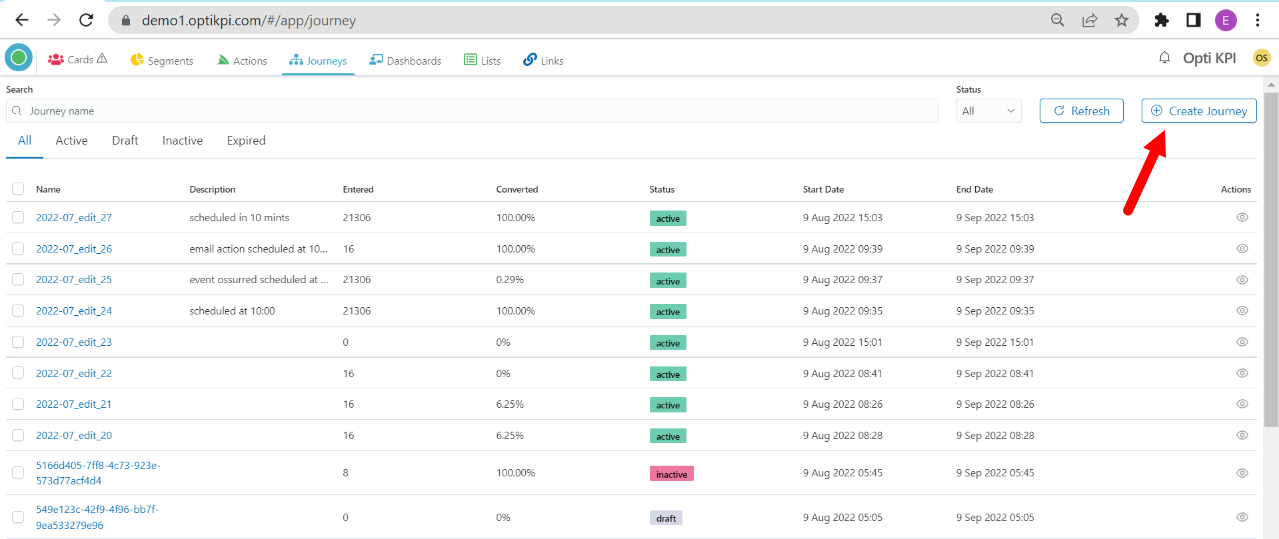 demo1.optikpi.com/#/app/journey
E
Cards Segments Actions Journeys Dashboards Lists Links Opti KPI OS
Search Status
Journey name All Refresh Create Journey
All Active Draft Inactive Expired
Name Description Entered Converted Status Start Date End Date Actions
2022-07_edit_27 scheduled in 10 mints 21306 100.00% active 9 Aug 2022 15:03 9 Sep 2022 15:03
2022-07_edit_26 email action scheduled at 10... 16 100.00% active 9 Aug 2022 09:39 9 Sep 2022 09:39
2022-07_edit_25 event ossurred scheduled at ... 21306 0.29% active 9 Aug 2022 09:37 9 Sep 2022 09:37
2022-07_edit_24 scheduled at 10:00 21306 100.00% active 9 Aug 2022 09:35 9 Sep 2022 09:35
2022-07_edit_23 0 0% active 9 Aug 2022 15:01 9 Sep 2022 15:01
2022-07_edit_22 16 0% active 9 Aug 2022 08:41 9 Sep 2022 08:41
2022-07_edit_21 16 6.25% active 9 Aug 2022 08:26 9 Sep 2022 08:26
2022-07_edit_20 16 6.25% active 9 Aug 2022 08:28 9 Sep 2022 08:28
5166d405-7ff8-4c73-923e-
573d77acf4d4 8 100.00% inactive 9 Aug 2022 05:45 9 Sep 2022 05:45
549e123c-42f9-4f96-bb7f-
9ea533279e96 0 0% draft 9 Aug 2022 05:05 9 Sep 2022 05:05